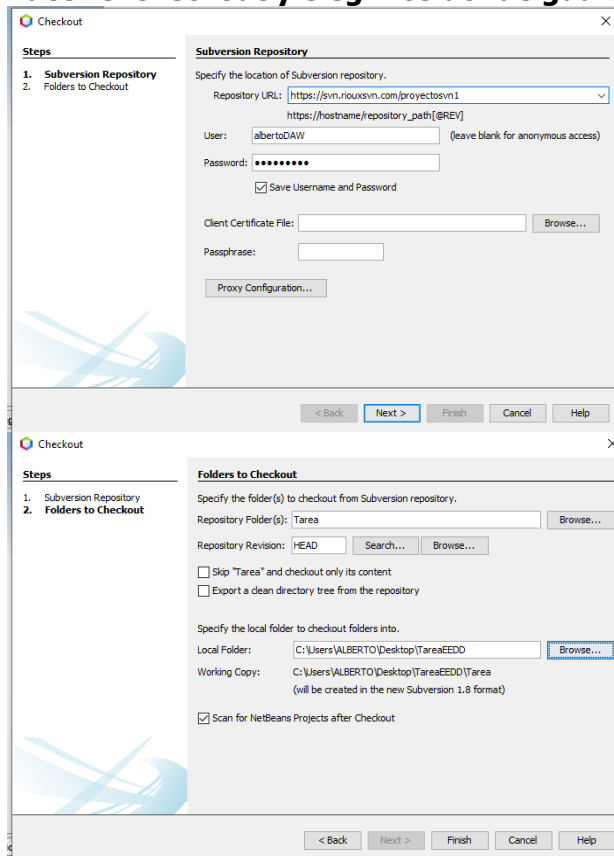 Checkout
Steps
1. Subversion Repository
2. Folders to Checkout
Subversion Repository
Specify the location of Subversion repository.
Repository URL: https://svn.riouxsvn.com/proyectosvn1
https://hostname/repository_path[@REV]
User: albertoDAW (leave blank for anonymous access)
Password: •••••••••
Save Username and Password
Client Certificate File: Browse...
Passphrase:
Proxy Configuration...
< Back Next > Finish Cancel Help
Checkout
Steps
1. Subversion Repository
2. Folders to Checkout
Folders to Checkout
Specify the folder(s) to checkout from Subversion repository.
Repository Folder(s): Tarea Browse...
Repository Revision: HEAD Search... Browse...
Skip "Tarea" and checkout only its content
Export a clean directory tree from the repository
Specify the local folder to checkout folders into.
Local Folder: C:\Users\ALBERTO\Desktop\TareaEEDD Browse...
Working Copy: C:\Users\ALBERTO\Desktop\TareaEEDD\Tarea
(will be created in the new Subversion 1.8 format)
Scan for NetBeans Projects after Checkout
< Back Next > Finish Cancel Help